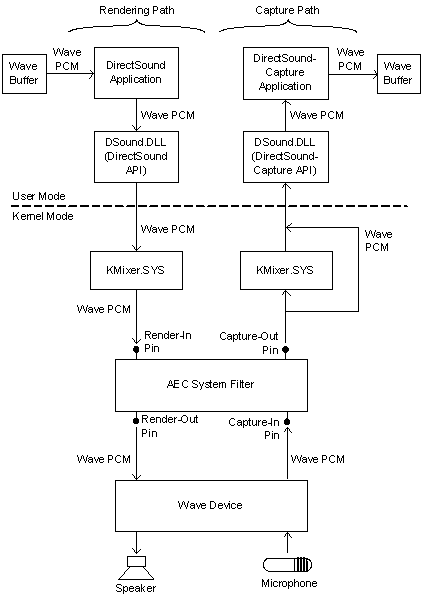 Rendering Path
Capture Path
Wave
Buffer
Wave
PCM
DirectSound
Application
DirectSound-
Capture
Application
Wave
PCM
Wave
Buffer
Wave PCM
Wave PCM
DSound.DLL
(DirectSound
API)
DSound.DLL
(DirectSound-
Capture API)
User Mode
Kernel Mode
Wave PCM
Wave
PCM
KMixer.SYS
KMixer.SYS
Wave PCM
Render-In
Pin
Capture-Out
Pin
AEC System Filter
Render-Out
Pin
Capture-In
Pin
Wave PCM
Wave PCM
Wave Device
Speaker
Microphone